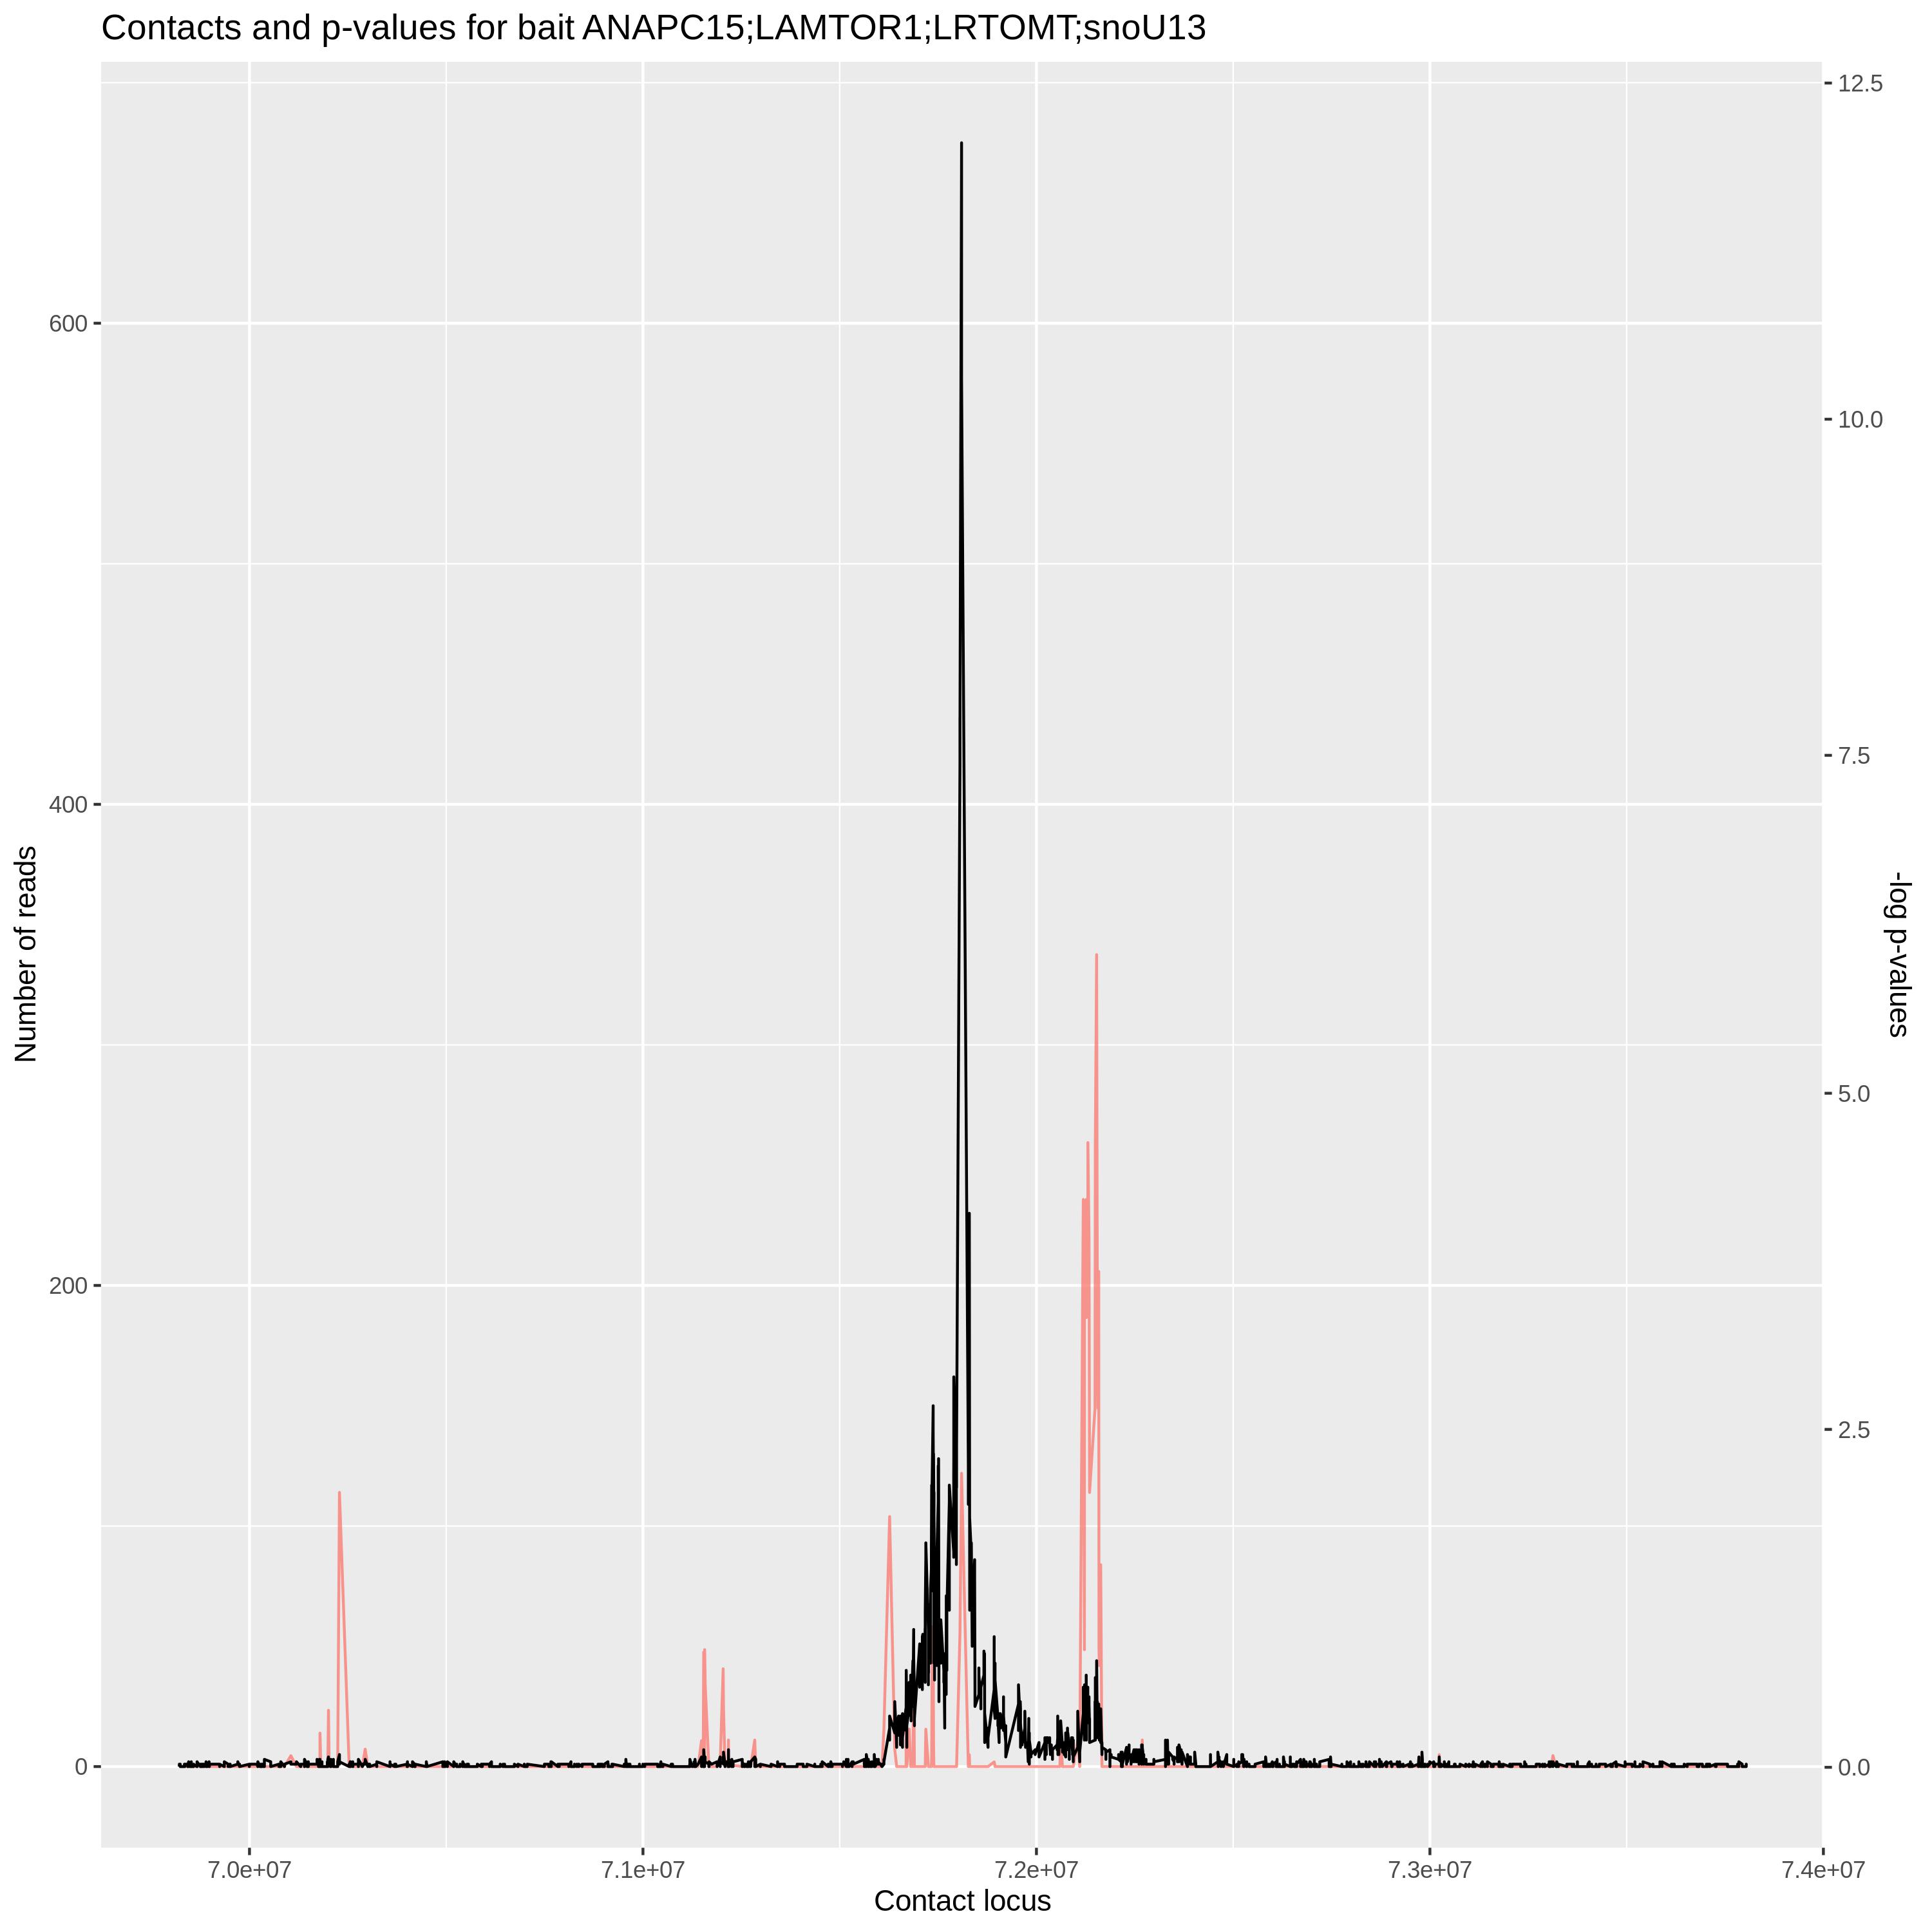 Contacts and p-values for bait ANAPC15;LAMTOR1;LRTOMT;snoU13
12.5
10.0
7.5
5.0
2.5
0.0
600
400
200
0
Number of reads
-log p-values
7.0e+07 7.1e+07 7.2e+07 7.3e+07 7.4e+07
Contact locus